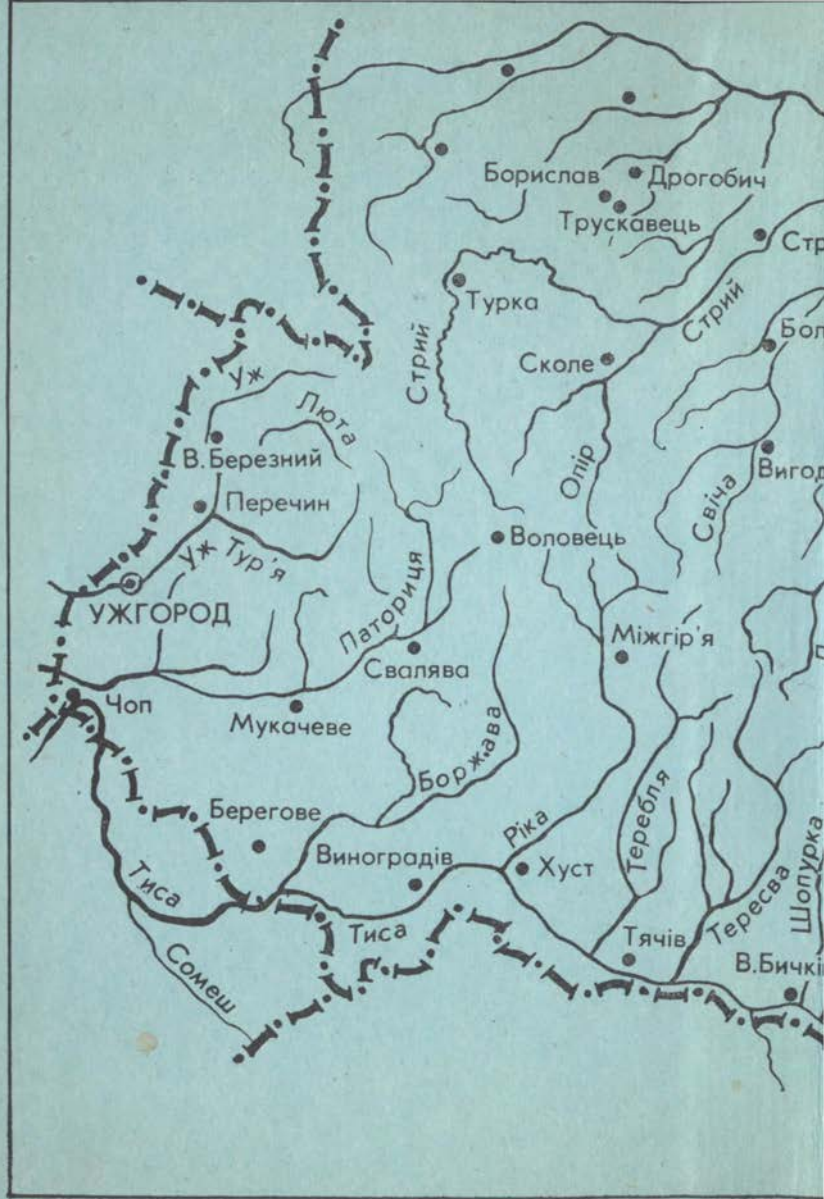 Борислав
Дрогобич
Трускавець
Стр
Турка
Стрий
Стрий
Бол
Сколе
Уж
Люта
В.Березний
Опір
Вигод
Свіча
Перечин
Уж
Тур'я
Воловець
УЖГОРОД
Паториця
Міжгір'я
Свалява
Чоп
Мукачеве
Боржава
Берегове
Ріка
Теребля
Виноградів
Хуст
Шопурка
Тиса
Тиса
Тересва
Тячів
В.Бичкі
Сомеш